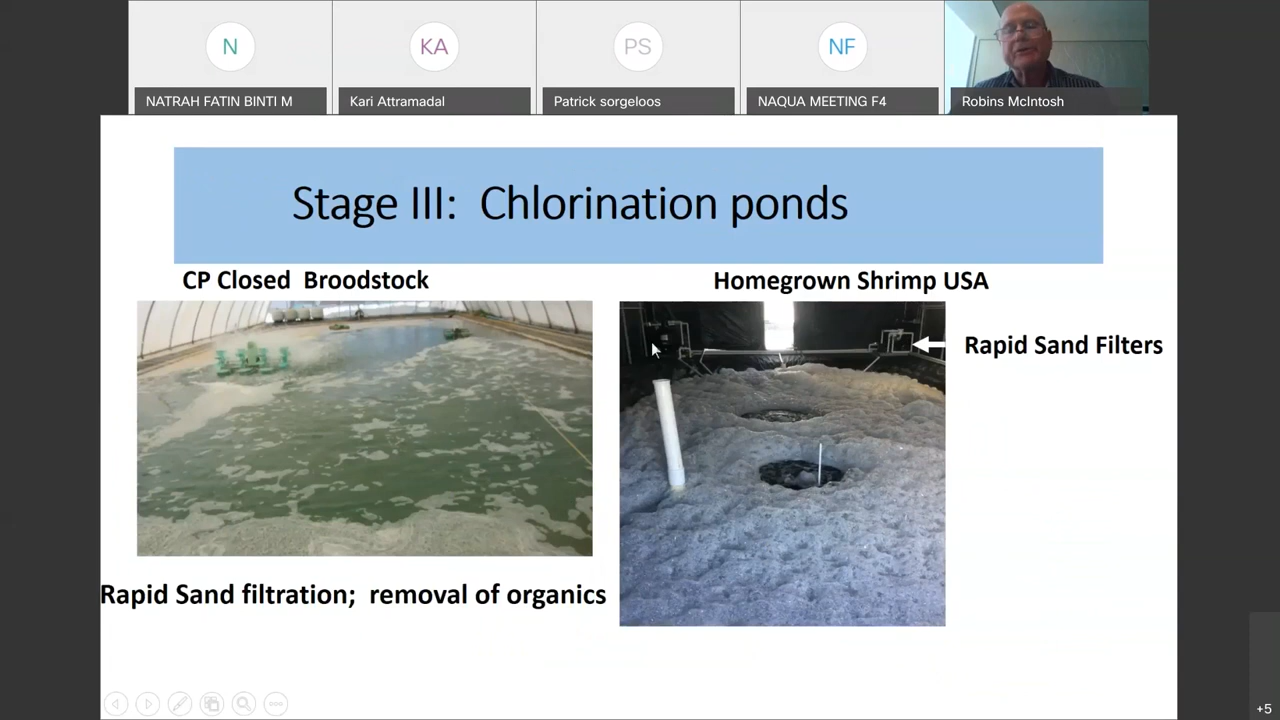 N
KA
PS
NF
NATRAH FATIN BINTI M
Kari Attramadal
Patrick sorgeloos
NAQUA MEETING F4
Robins McIntosh
Stage III: Chlorination ponds
CP Closed Broodstock
Homegrown Shrimp USA
Rapid Sand Filters
Rapid Sand filtration; removal of organics
+5